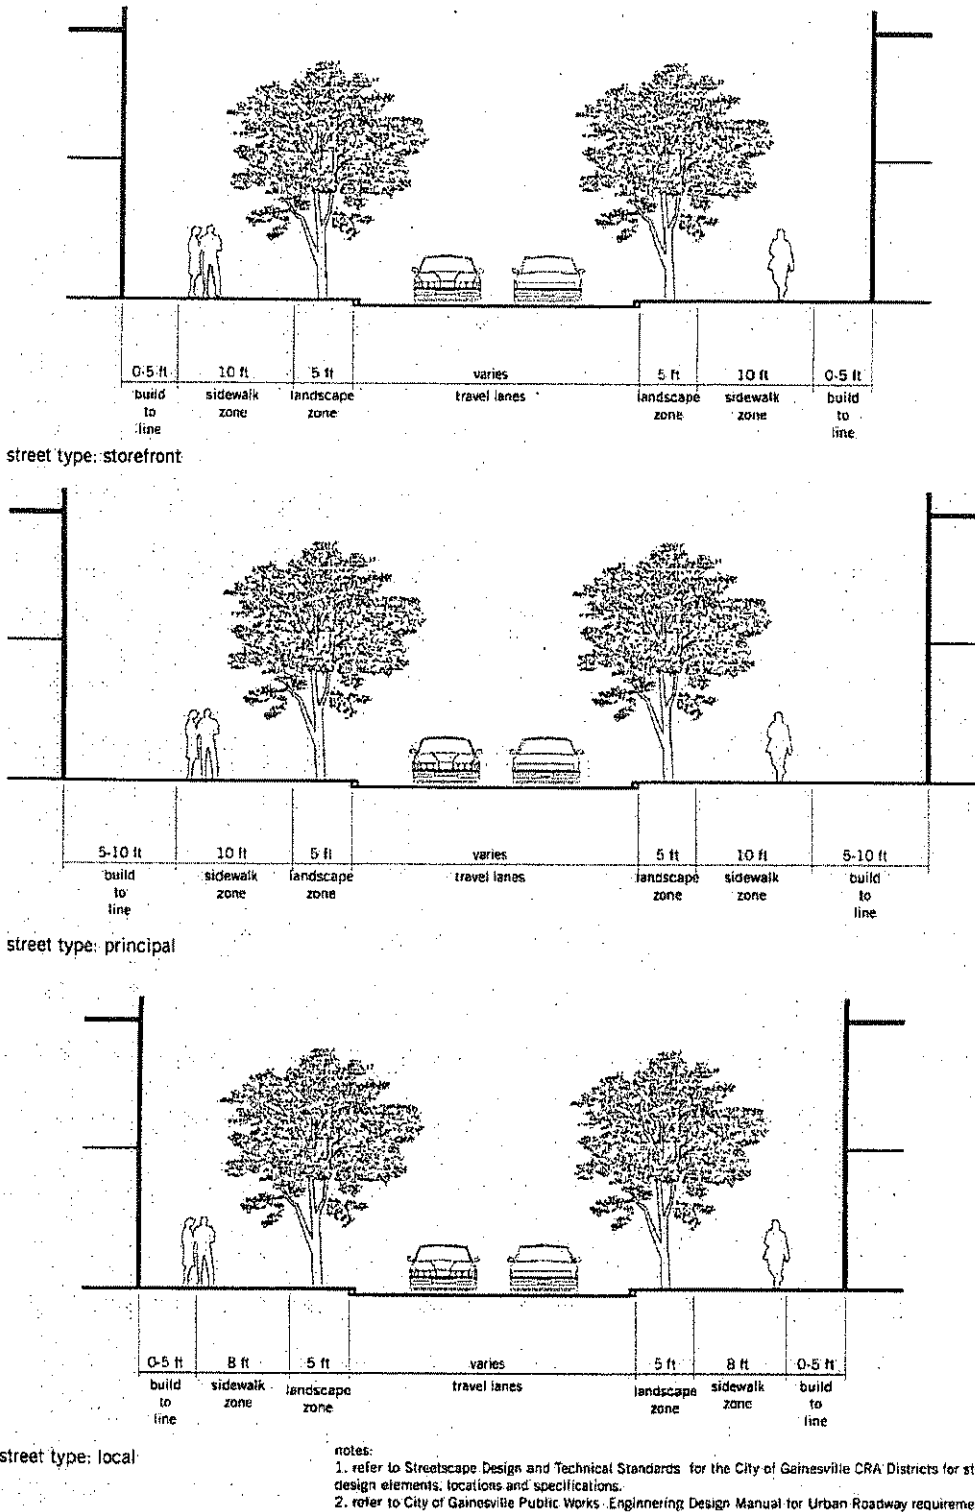 0-5 ft 10 ft 5 ft varies 5 ft 10 ft 0-5 ft
build sidewalk landscape travel lanes landscape sidewalk build
to zone zone zone zone to
line line
street type: storefront
5-10 ft 10 ft 5 ft varies 5 ft 10 ft 5-10 ft
build sidewalk landscape travel lanes landscape sidewalk build
to zone zone zone zone to
line line
street type: principal
0-5 ft 8 ft 5 ft varies 5 ft 8 ft 0-5 ft
build sidewalk landscape travel lanes landscape sidewalk build
to zone zone zone zone to
line line
street type: local
notes:
1. refer to Streetscape Design and Technical Standards for the City of Gainesville CRA Districts for st
design elements, locations and specifications.
2. refer to City of Gainesville Public Works Enginnering Design Manual for Urban Roadway requireme